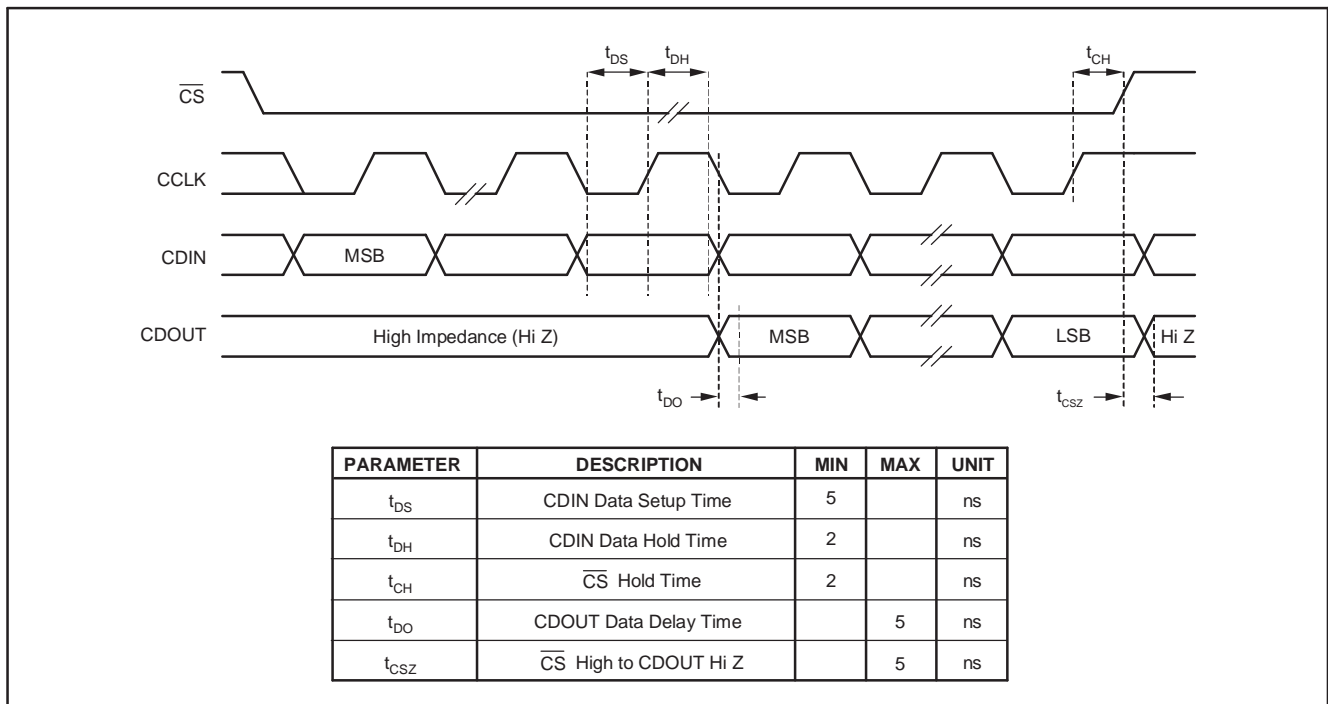 tDS tDH tCH
CS
CCLK
CDIN MSB
CDOUT High Impedance (Hi Z) MSB LSB Hi Z
tDO tCSZ
PARAMETER DESCRIPTION MIN MAX UNIT
tDS CDIN Data Setup Time 5 ns
tDH CDIN Data Hold Time 2 ns
tCH CS Hold Time 2 ns
tDO CDOUT Data Delay Time 5 ns
tCSZ CS High to CDOUT Hi Z 5 ns